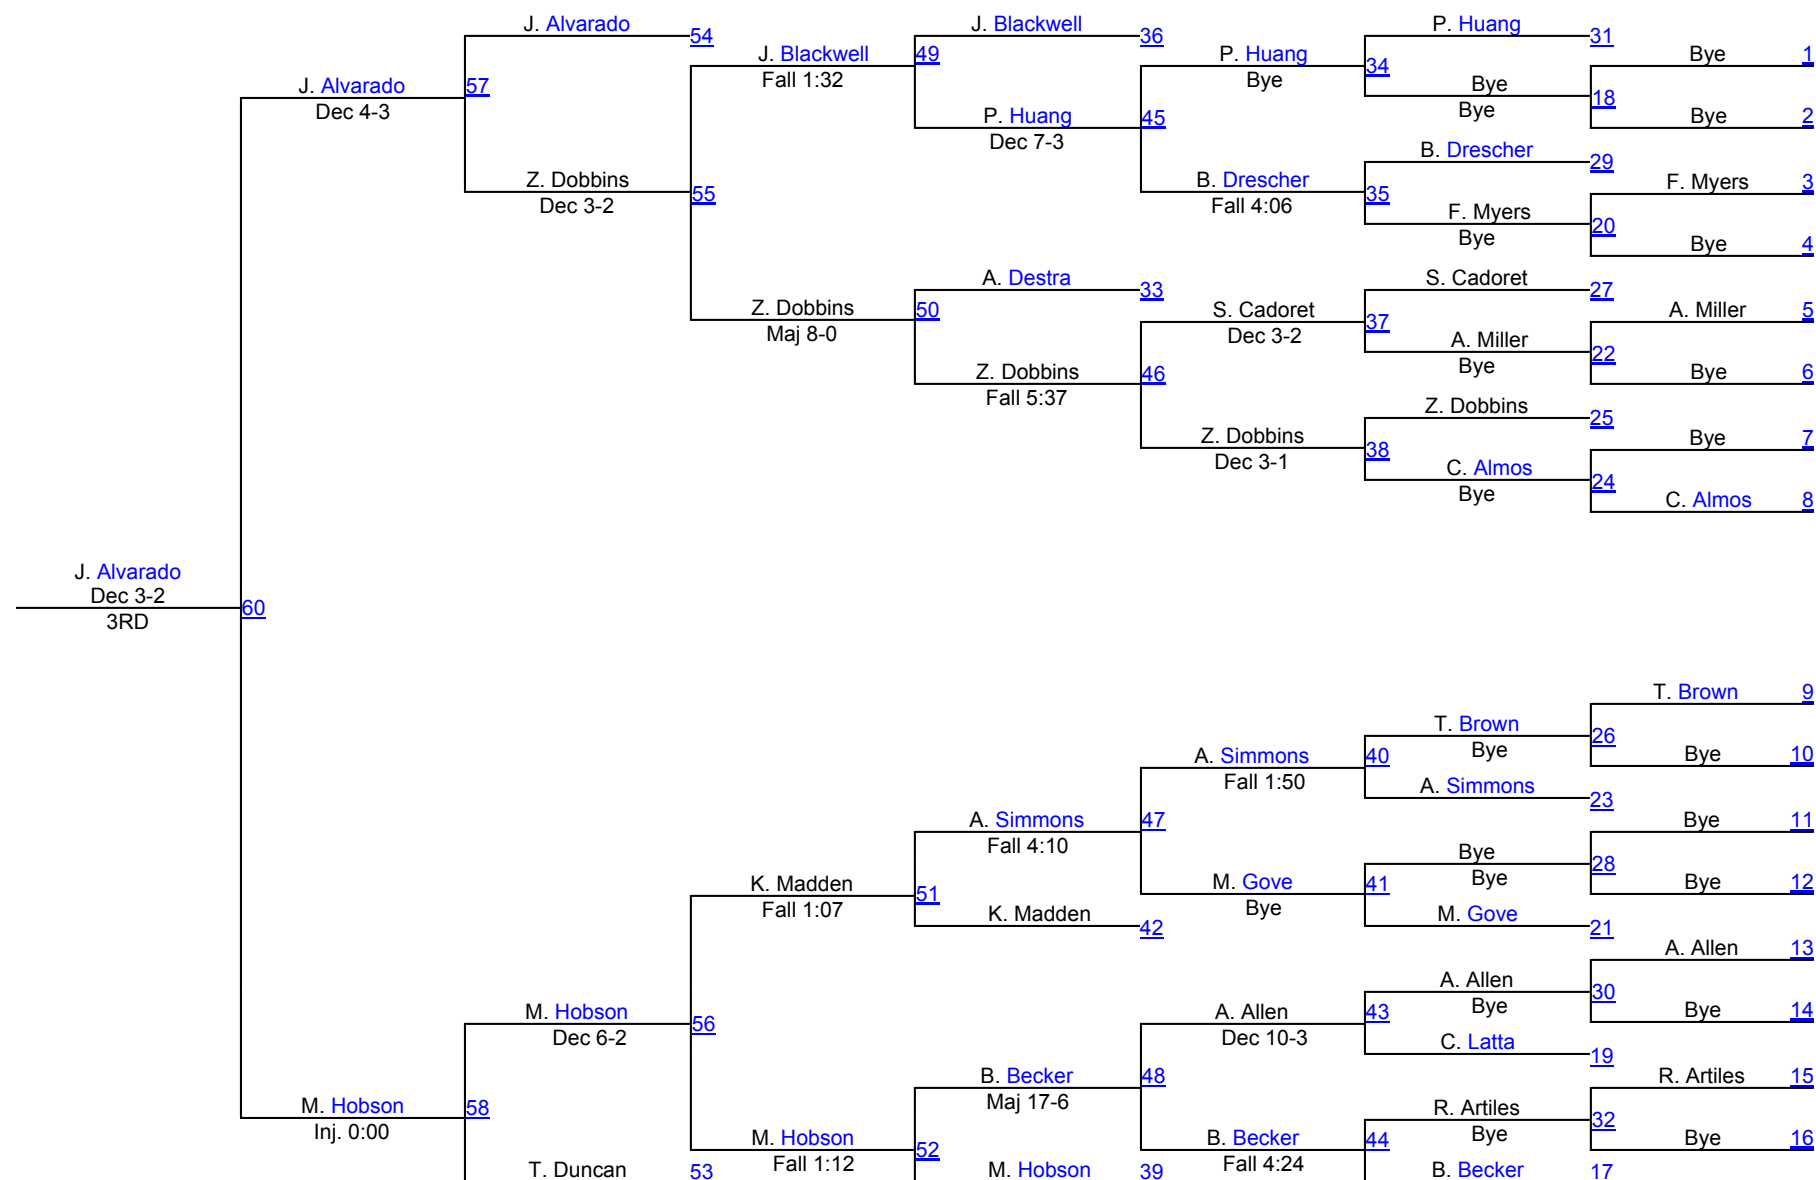 J. Alvarado 54
J. Blackwell 36
P. Huang 31
J. Blackwell 49
Fall 1:32
P. Huang 34
Bye
Bye 1
J. Alvarado 57
Dec 4-3
Bye 18
Bye
P. Huang 45
Dec 7-3
Bye 2
B. Drescher 29
Z. Dobbins 55
Dec 3-2
B. Drescher 35
Fall 4:06
F. Myers 3
F. Myers 20
Bye
Bye 4
A. Destra 33
S. Cadoret 27
Z. Dobbins 50
Maj 8-0
S. Cadoret 37
Dec 3-2
A. Miller 5
A. Miller 22
Bye
Z. Dobbins 46
Fall 5:37
Bye 6
Z. Dobbins 25
Z. Dobbins 38
Dec 3-1
Bye 7
C. Almos 24
Bye
C. Almos 8
J. Alvarado
Dec 3-2
60
3RD
T. Brown 9
T. Brown 26
Bye
A. Simmons 40
Fall 1:50
Bye 10
A. Simmons 23
A. Simmons 47
Fall 4:10
Bye 11
Bye 28
Bye
K. Madden 51
Fall 1:07
M. Gove 41
Bye
Bye 12
K. Madden 42
M. Gove 21
A. Allen 13
A. Allen 30
Bye
M. Hobson 56
Dec 6-2
A. Allen 43
Dec 10-3
Bye 14
C. Latta 19
B. Becker 48
Maj 17-6
R. Artiles 15
M. Hobson 58
Inj. 0:00
R. Artiles 32
Bye
M. Hobson 52
Fall 1:12
B. Becker 44
Fall 4:24
Bye 16
T. Duncan 53
M. Hobson 39
B. Becker 17